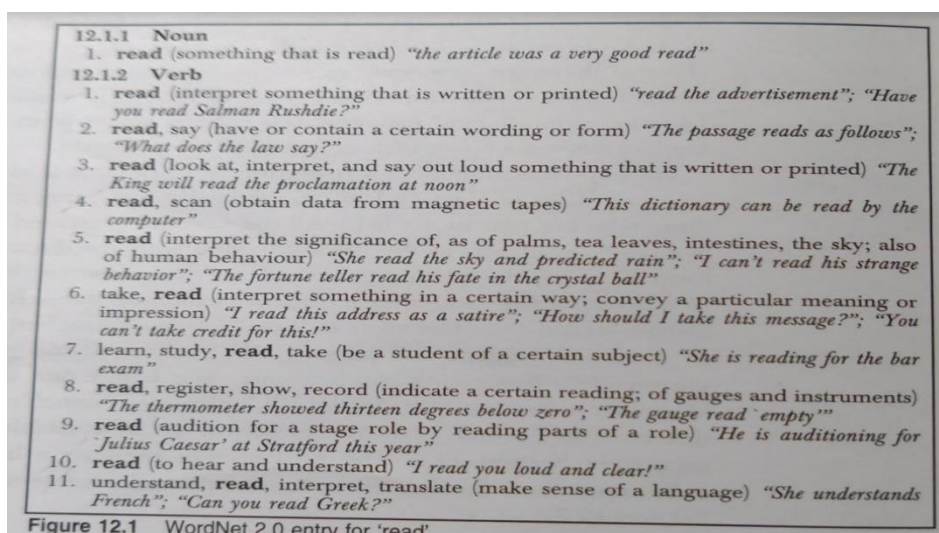 12.1.1 Noun
1. read (something that is read) "the article was a very good read"
12.1.2 Verb
1. read (interpret something that is written or printed) "read the advertisement"; "Have
you read Salman Rushdie?"
2. read, say (have or contain a certain wording or form) "The passage reads as follows";
"What does the law say?"
3. read (look at, interpret, and say out loud something that is written or printed) "The
King will read the proclamation at noon"
4. read, scan (obtain data from magnetic tapes) "This dictionary can be read by the
computer"
5. read (interpret the significance of, as of palms, tea leaves, intestines, the sky; also
of human behaviour) "She read the sky and predicted rain"; "I can't read his strange
behavior"; "The fortune teller read his fate in the crystal ball"
6. take, read (interpret something in a certain way; convey a particular meaning or
impression) "I read this address as a satire"; "How should I take this message?"; "You
can't take credit for this!"
7. learn, study, read, take (be a student of a certain subject) "She is reading for the bar
exam"
8. read, register, show, record (indicate a certain reading; of gauges and instruments)
"The thermometer showed thirteen degrees below zero"; "The gauge read `empty'"
9. read (audition for a stage role by reading parts of a role) "He is auditioning for
`Julius Caesar' at Stratford this year"
10. read (to hear and understand) "I read you loud and clear!"
11. understand, read, interpret, translate (make sense of a language) "She understands
French"; "Can you read Greek?"
Figure 12.1 WordNet 2.0 entry for 'read'